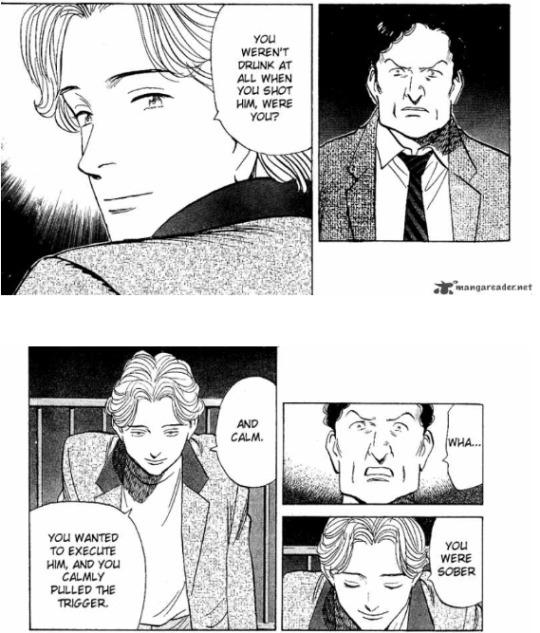 YOU
WEREN'T
DRUNK AT
ALL WHEN
YOU SHOT
HIM, WERE
YOU?
mangareader.net
WHA...
YOU
WERE
SOBER
AND
CALM.
YOU WANTED
TO EXECUTE
HIM, AND YOU
CALMLY
PULLED THE
TRIGGER.